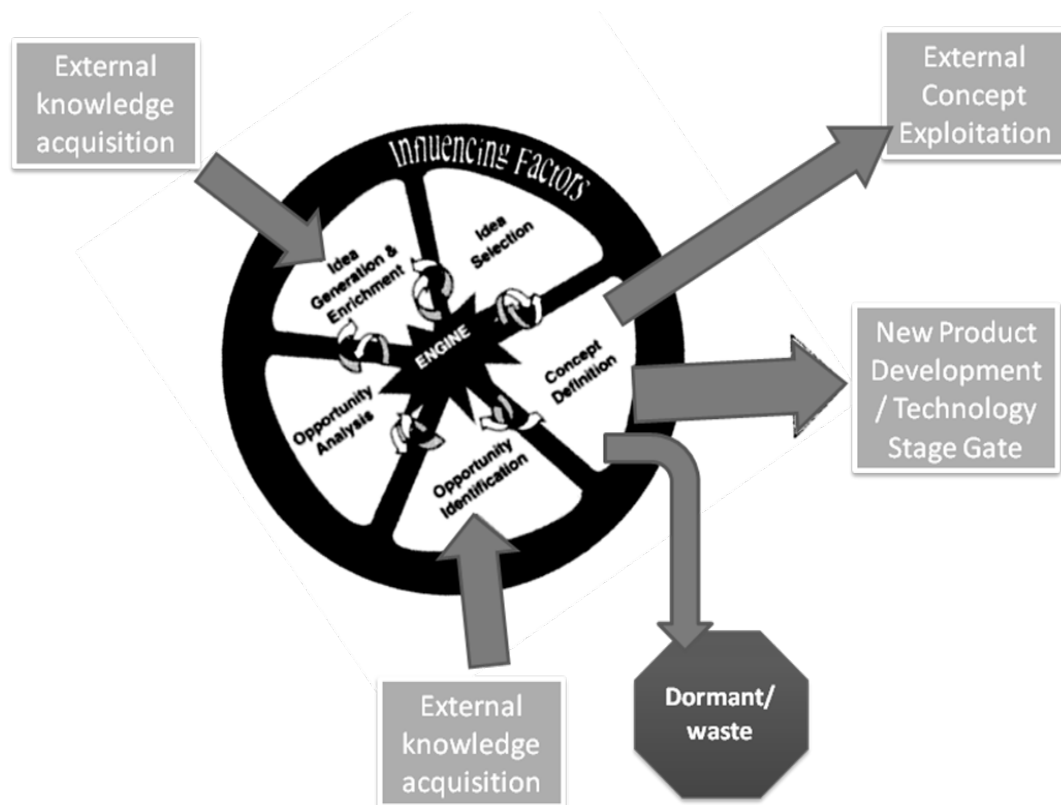 External
knowledge
acquisition
External
Concept
Exploitation
Influencing Factors
Idea
Generation &
Enrichment
Idea
Selection
ENGINE
Concept
Definition
Opportunity
Analysis
Opportunity
Identification
New Product
Development
/ Technology
Stage Gate
External
knowledge
acquisition
Dormant/
waste